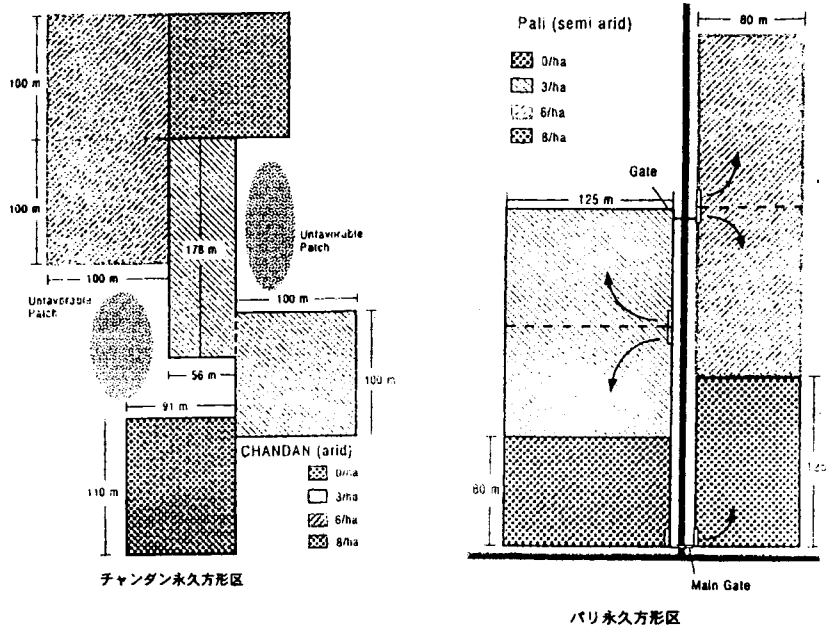 100 m
100 m
178 m
Unfavorable
Patch
100 m
Unfavorable
Patch
100 m
100 m
56 m
91 m
110 m
CHANDAN (arid)
0/ha
3/ha
6/ha
8/ha
チャンダン永久方形区
Pali (semi arid)
0/ha
3/ha
6/ha
8/ha
80 m
Gate
125 m
80 m
125
Main Gate
パリ永久方形区